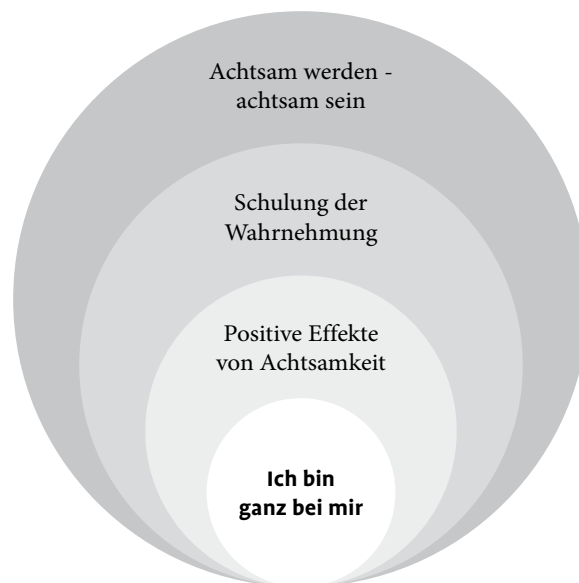 Achtsam werden -
achtsam sein
Schulung der
Wahrnehmung
Positive Effekte
von Achtsamkeit
Ich bin
ganz bei mir